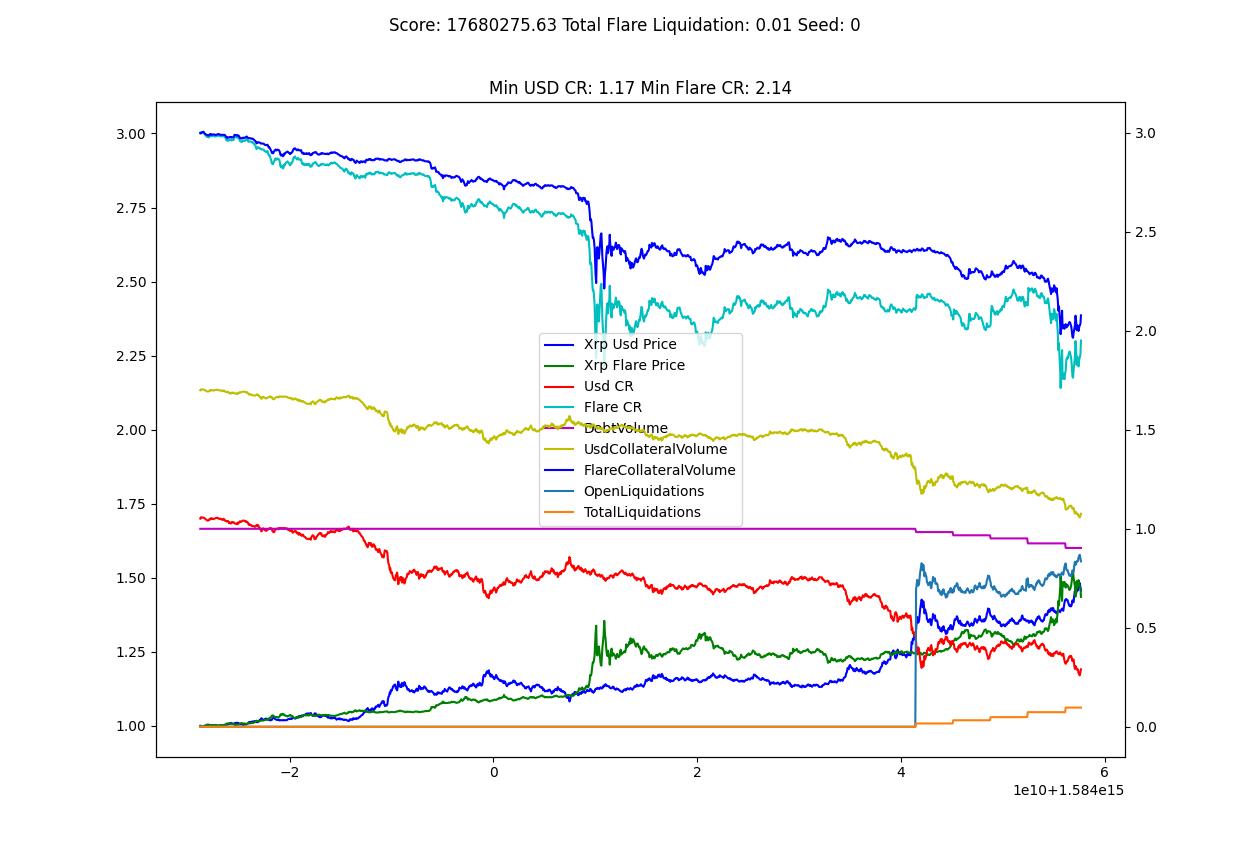 Score: 17680275.63 Total Flare Liquidation: 0.01 Seed: 0
Min USD CR: 1.17 Min Flare CR: 2.14
3.00
2.75
2.50
2.25
2.00
1.75
1.50
1.25
1.00
3.0
2.5
2.0
1.5
1.0
0.5
0.0
Xrp Usd Price
Xrp Flare Price
Usd CR
Flare CR
DebtVolume
UsdCollateralVolume
FlareCollateralVolume
OpenLiquidations
TotalLiquidations
−2 0 2 4 6
1e10+1.584e15